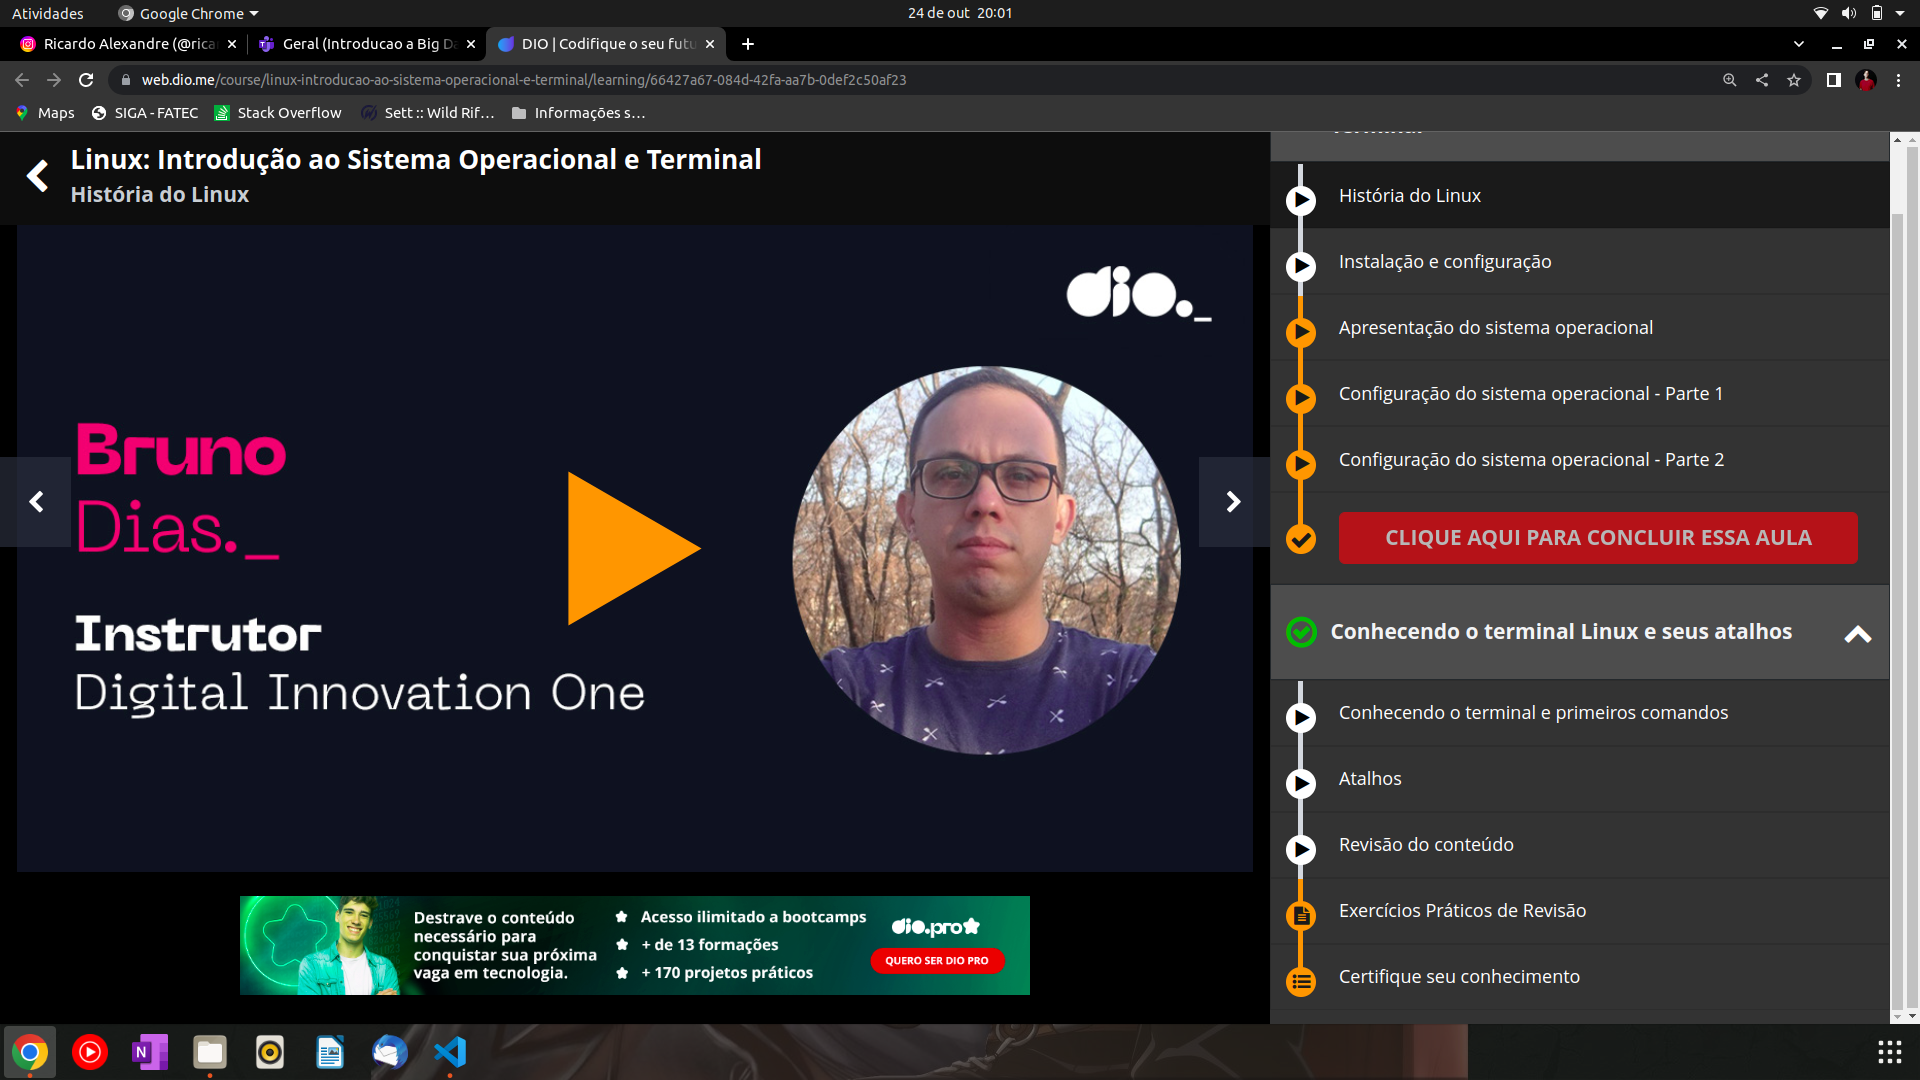 Atividades
Google Chrome
24 de out 20:01
Ricardo Alexandre (@rica
Geral (Introducao a Big Da
DIO | Codifique o seu futu
web.dio.me/course/linux-introducao-ao-sistema-operacional-e-terminal/learning/66427a67-084d-42fa-aa7b-0def2c50af23
Maps
SIGA - FATEC
Stack Overflow
Sett :: Wild Rif…
Informações s…
Linux: Introdução ao Sistema Operacional e Terminal
História do Linux
dio._
Bruno
Dias._
Instrutor
Digital Innovation One
Destrave o conteúdo
necessário para
conquistar sua próxima
vaga em tecnologia.
Acesso ilimitado a bootcamps
+ de 13 formações
+ 170 projetos práticos
dio.pro
QUERO SER DIO PRO
História do Linux
Instalação e configuração
Apresentação do sistema operacional
Configuração do sistema operacional - Parte 1
Configuração do sistema operacional - Parte 2
CLIQUE AQUI PARA CONCLUIR ESSA AULA
Conhecendo o terminal Linux e seus atalhos
Conhecendo o terminal e primeiros comandos
Atalhos
Revisão do conteúdo
Exercícios Práticos de Revisão
Certifique seu conhecimento